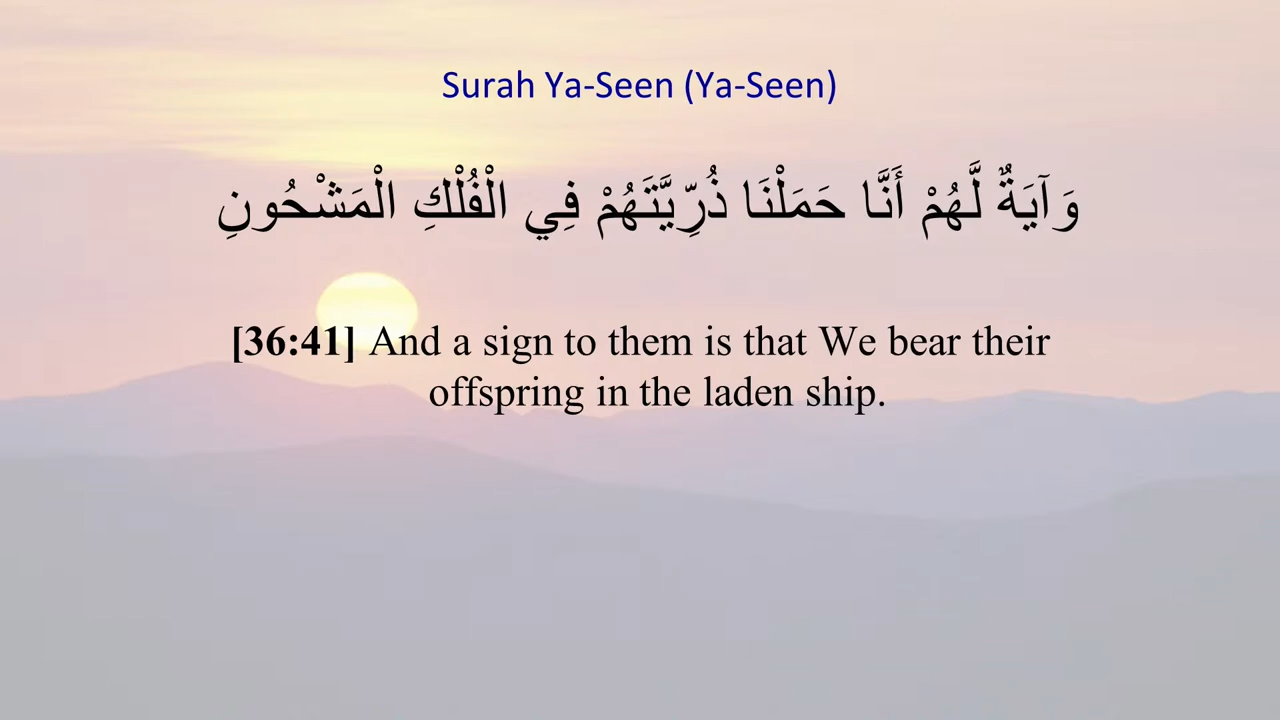 Surah Ya-Seen (Ya-Seen)
وَآيَةٌ لَّهُمْ أَنَّا حَمَلْنَا ذُرِّيَّتَهُمْ فِي الْفُلْكِ الْمَشْحُونِ
[36:41] And a sign to them is that We bear their
offspring in the laden ship.